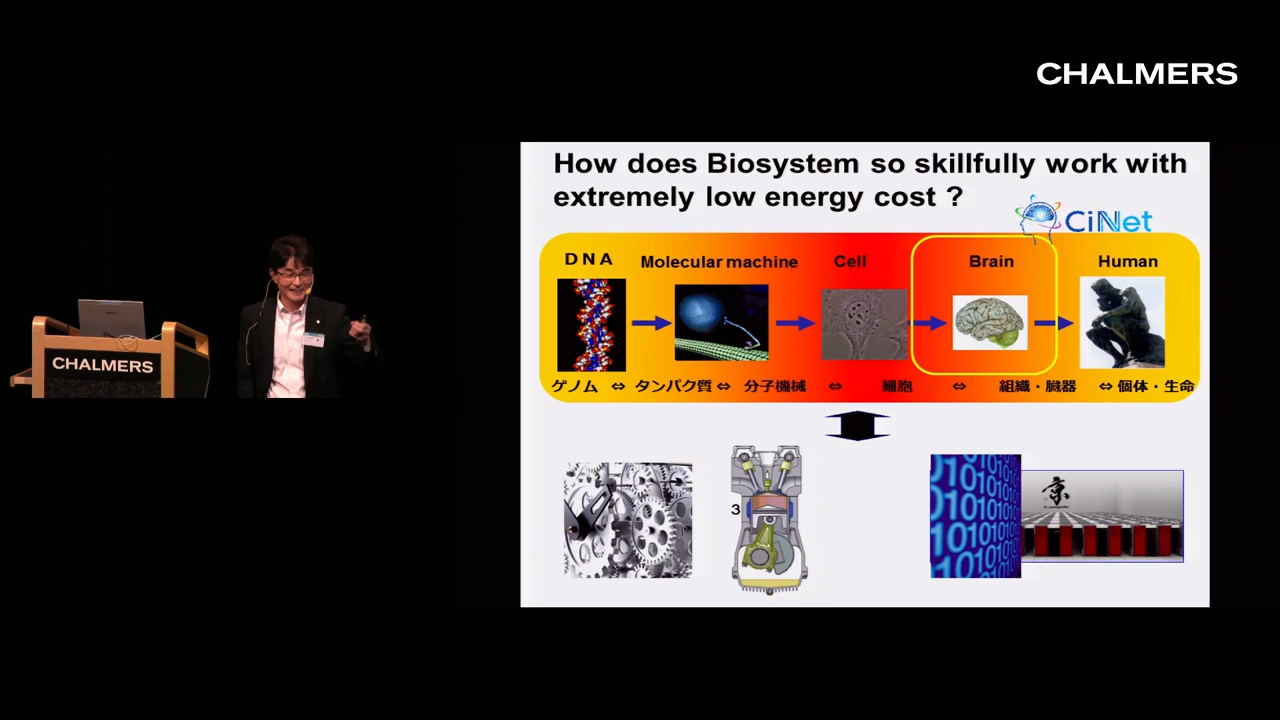 CHALMERS
How does Biosystem so skillfully work with
extremely low energy cost ?
CiNet
DNA
Molecular machine
Cell
Brain
Human
ゲノム ⇔ タンパク質 ⇔ 分子機械 ⇔ 細胞 ⇔ 組織・臓器 ⇔ 個体・生命
CHALMERS
3
京